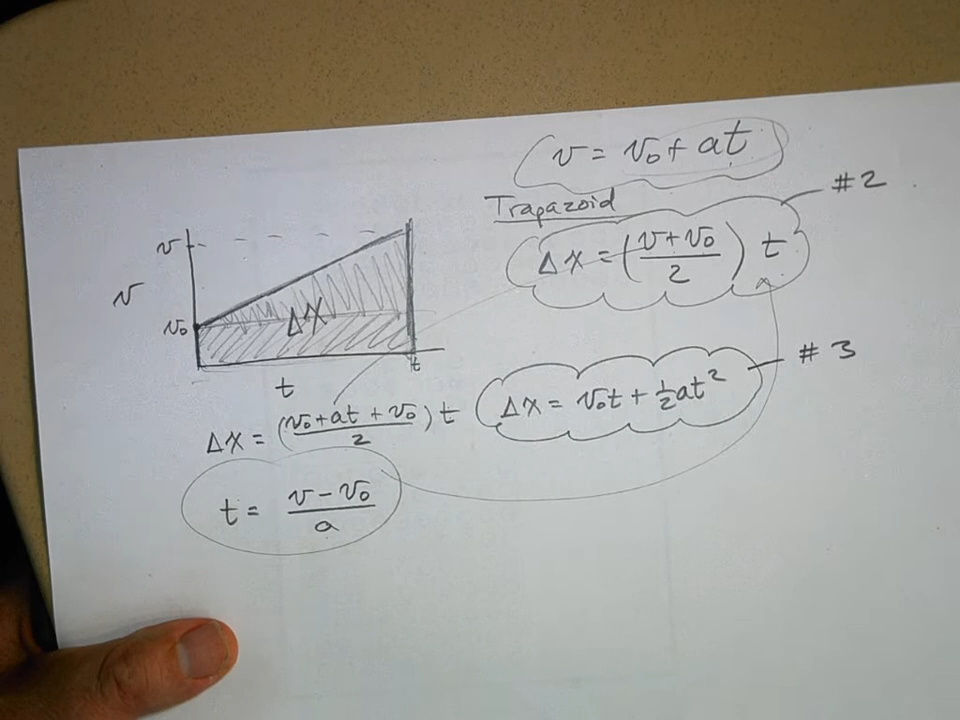 v = v₀ + at
Trapazoid
#2
Δx = (v+v₀/2) t
v
v
v₀
Δx
t
t
#3
Δx = v₀t + ½at²
Δx = (v₀+at+v₀/2) t
t = v-v₀/a